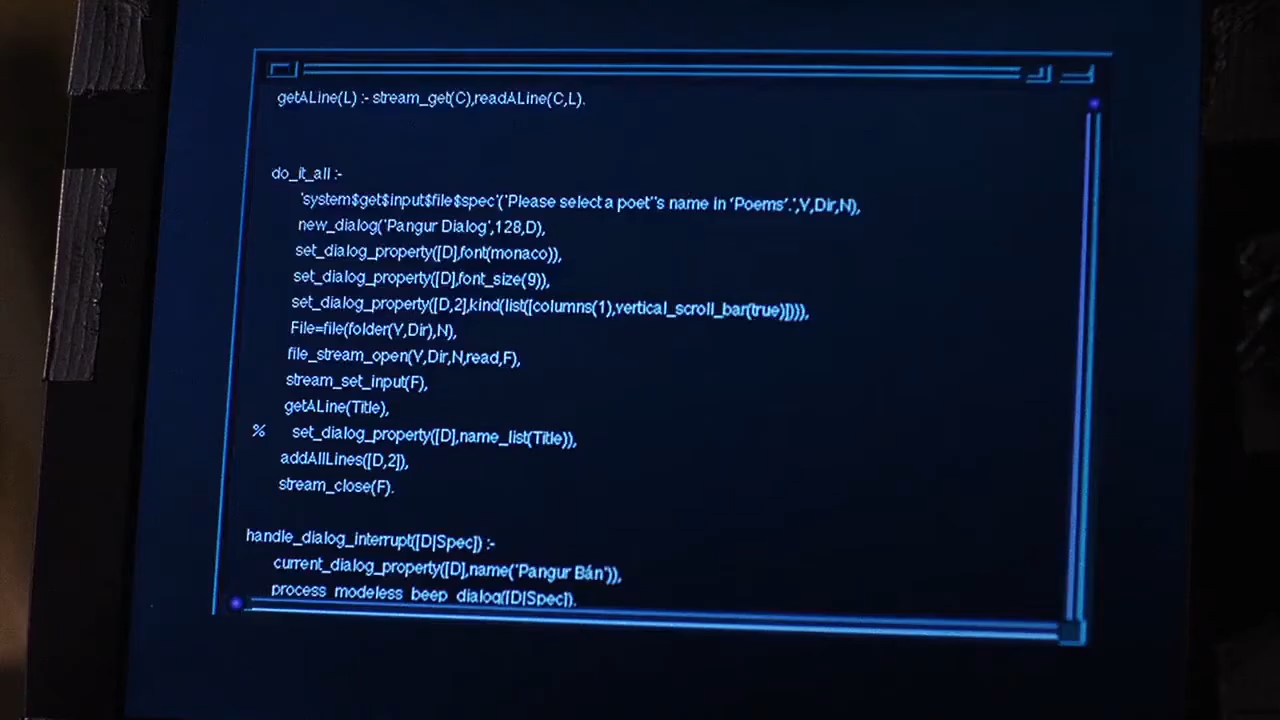 getALine(L) :- stream_get(C),readALine(C,L).
do_it_all :-
'system$get$input$file$spec'('Please select a poet''s name in ‘Poems’.',V,Dir,N),
new_dialog('Pangur Dialog',128,D),
set_dialog_property([D],font(monaco)),
set_dialog_property([D],font_size(9)),
set_dialog_property([D,2],kind(list([columns(1),vertical_scroll_bar(true)]))),
File=file(folder(V,Dir),N),
file_stream_open(V,Dir,N,read,F),
stream_set_input(F),
getALine(Title),
% set_dialog_property([D],name_list(Title)),
addAllLines([D,2]),
stream_close(F).
handle_dialog_interrupt([D|Spec]) :-
current_dialog_property([D],name('Pangur Bán')),
process_modeless_beep_dialog([D|Spec]).